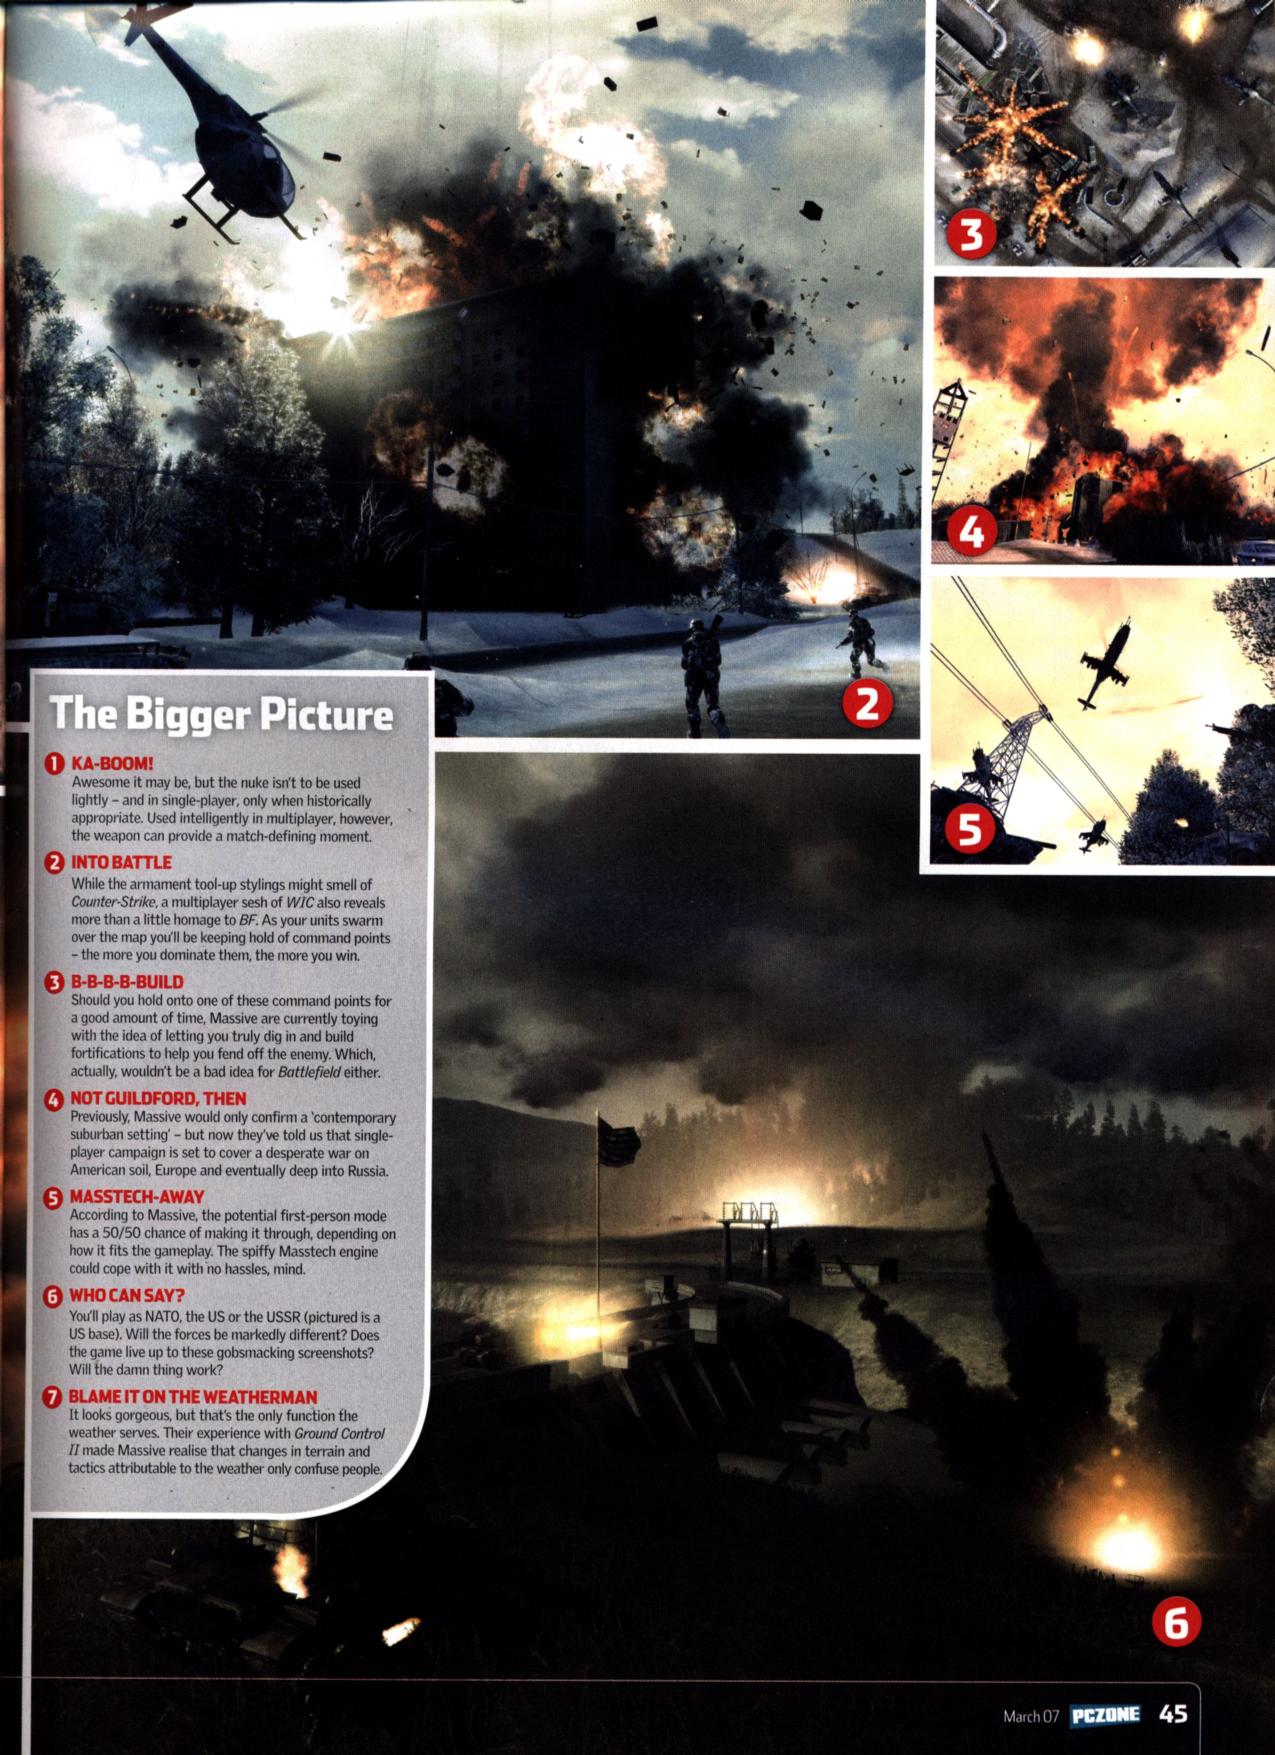 3
4
2
5
The Bigger Picture
1 KA-BOOM!
Awesome it may be, but the nuke isn't to be used
lightly – and in single-player, only when historically
appropriate. Used intelligently in multiplayer, however,
the weapon can provide a match-defining moment.
2 INTO BATTLE
While the armament tool-up stylings might smell of
Counter-Strike, a multiplayer sesh of WIC also reveals
more than a little homage to BF. As your units swarm
over the map you'll be keeping hold of command points
– the more you dominate them, the more you win.
3 B-B-B-B-BUILD
Should you hold onto one of these command points for
a good amount of time, Massive are currently toying
with the idea of letting you truly dig in and build
fortifications to help you fend off the enemy. Which,
actually, wouldn't be a bad idea for Battlefield either.
4 NOT GUILDFORD, THEN
Previously, Massive would only confirm a 'contemporary
suburban setting' – but now they've told us that single-
player campaign is set to cover a desperate war on
American soil, Europe and eventually deep into Russia.
5 MASSTECH-AWAY
According to Massive, the potential first-person mode
has a 50/50 chance of making it through, depending on
how it fits the gameplay. The spiffy Masstech engine
could cope with it with no hassles, mind.
6 WHO CAN SAY?
You'll play as NATO, the US or the USSR (pictured is a
US base). Will the forces be markedly different? Does
the game live up to these gobsmacking screenshots?
Will the damn thing work?
7 BLAME IT ON THE WEATHERMAN
It looks gorgeous, but that's the only function the
weather serves. Their experience with Ground Control
II made Massive realise that changes in terrain and
tactics attributable to the weather only confuse people.
6
March 07 PCZONE 45